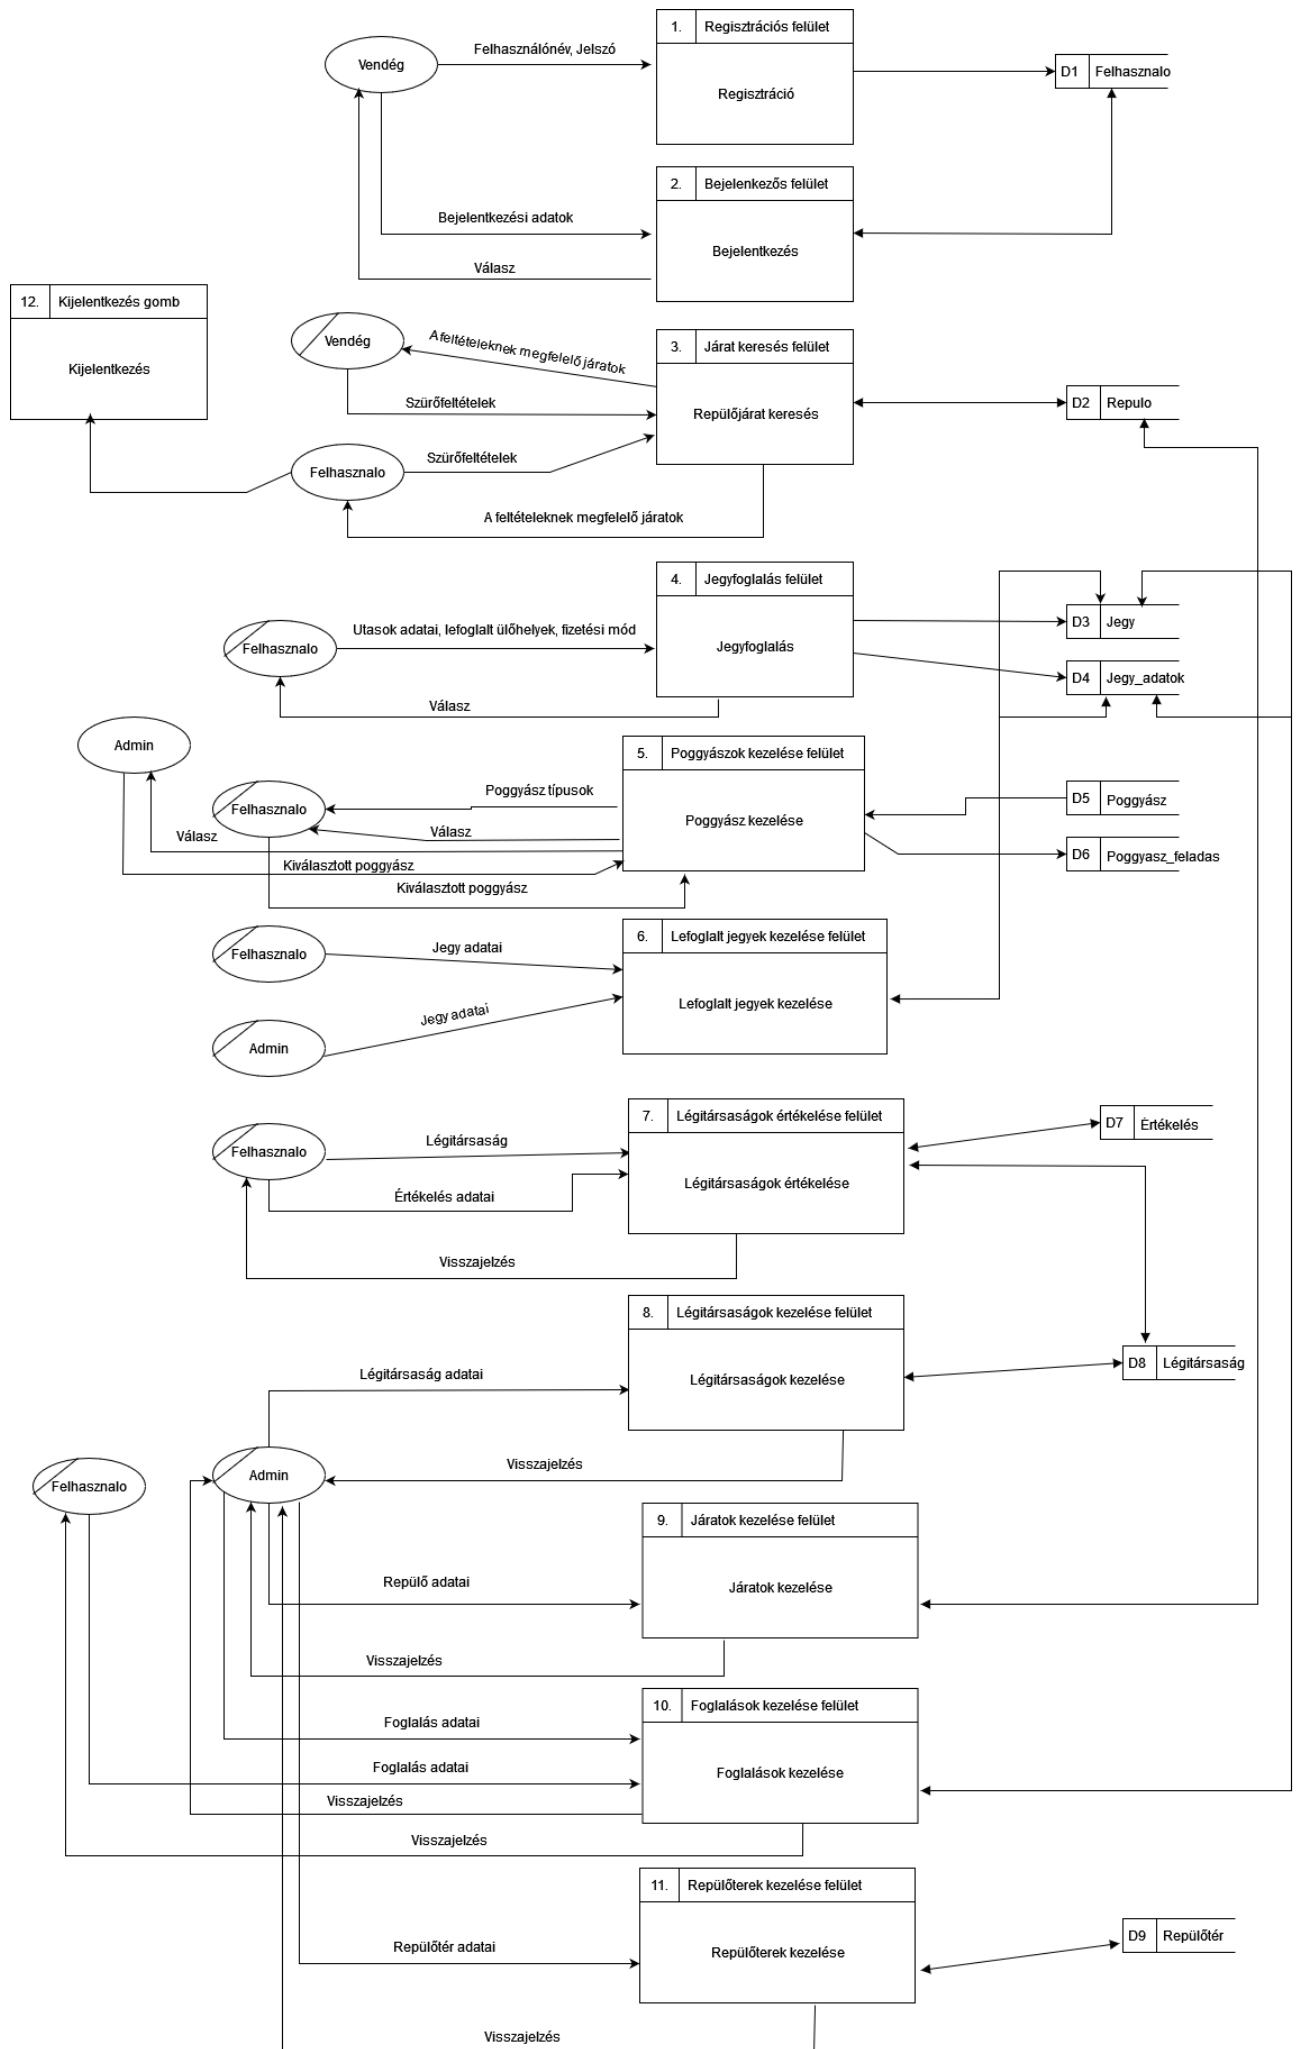 1. Regisztrációs felület
Felhasználónév, Jelszó
Vendég
D1 Felhasznalo
Regisztráció
2. Bejelenkezős felület
Bejelentkezési adatok
Bejelentkezés
Válasz
12. Kijelentkezés gomb
Kijelentkezés
Vendég
A feltételeknek megfelelő járatok
3. Járat keresés felület
Szürőfeltételek
Repülőjárat keresés
D2 Repulo
Szürőfeltételek
Felhasznalo
A feltételeknek megfelelő járatok
4. Jegyfoglalás felület
Utasok adatai, lefoglalt ülőhelyek, fizetési mód
D3 Jegy
Felhasznalo
Jegyfoglalás
D4 Jegy_adatok
Válasz
Admin
5. Poggyászok kezelése felület
Poggyász típusok
D5 Poggyász
Felhasznalo
Poggyász kezelése
Válasz
Válasz
D6 Poggyasz_feladas
Kiválasztott poggyász
Kiválasztott poggyász
6. Lefoglalt jegyek kezelése felület
Jegy adatai
Felhasznalo
Lefoglalt jegyek kezelése
Jegy adatai
Admin
7. Légitársaságok értékelése felület
D7 Értékelés
Légitársaság
Felhasznalo
Légitársaságok értékelése
Értékelés adatai
Visszajelzés
8. Légitársaságok kezelése felület
D8 Légitársaság
Légitársaság adatai
Légitársaságok kezelése
Visszajelzés
Admin
Felhasznalo
9. Járatok kezelése felület
Repülő adatai
Járatok kezelése
Visszajelzés
10. Foglalások kezelése felület
Foglalás adatai
Foglalás adatai
Foglalások kezelése
Visszajelzés
Visszajelzés
11. Repülőterek kezelése felület
D9 Repülőtér
Repülőtér adatai
Repülőterek kezelése
Visszajelzés